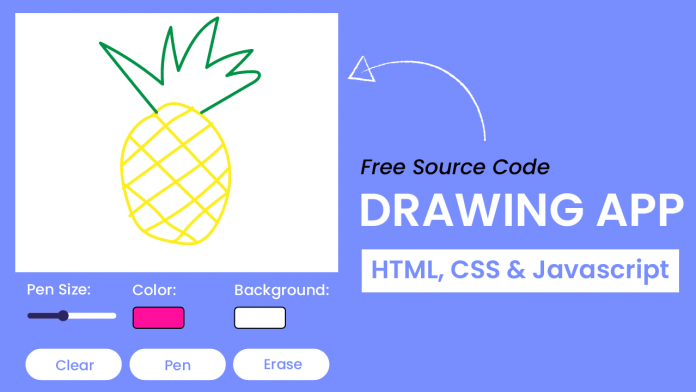 Free Source Code
DRAWING APP
HTML, CSS & Javascript
Pen Size:
Color:
Background:
Clear
Pen
Erase